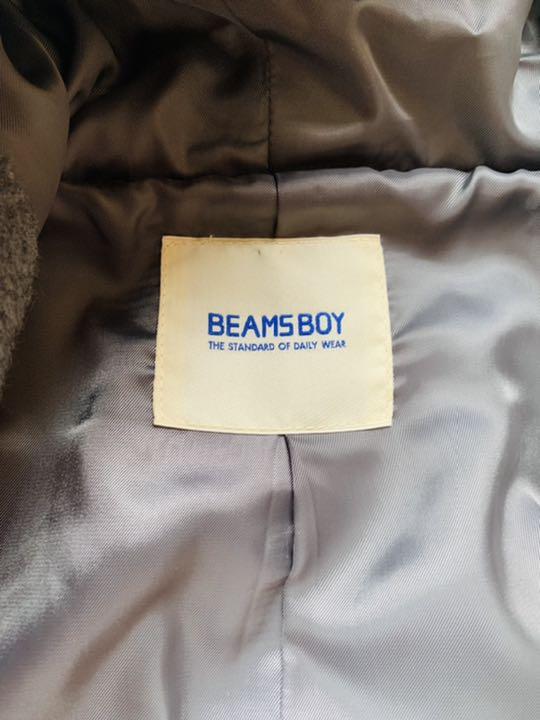 BEAMS BOY
THE STANDARD OF DAILY WEAR